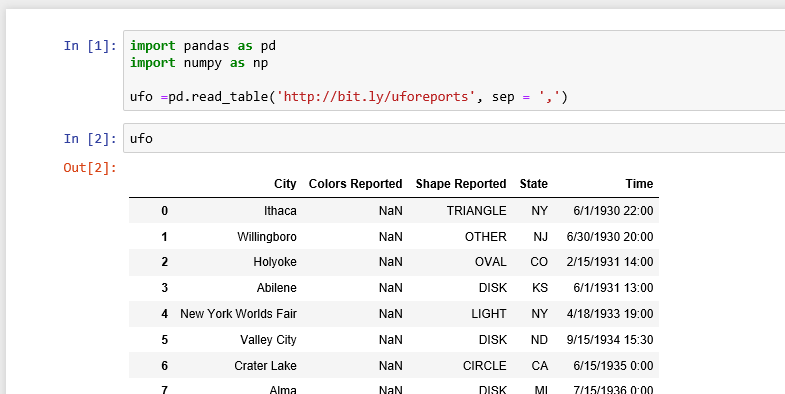 In [1]: import pandas as pd
import numpy as np
ufo =pd.read_table('http://bit.ly/uforeports', sep = ',')
In [2]: ufo
Out[2]:
City Colors Reported Shape Reported State Time
0 Ithaca NaN TRIANGLE NY 6/1/1930 22:00
1 Willingboro NaN OTHER NJ 6/30/1930 20:00
2 Holyoke NaN OVAL CO 2/15/1931 14:00
3 Abilene NaN DISK KS 6/1/1931 13:00
4 New York Worlds Fair NaN LIGHT NY 4/18/1933 19:00
5 Valley City NaN DISK ND 9/15/1934 15:30
6 Crater Lake NaN CIRCLE CA 6/15/1935 0:00
7 Alma NaN DISK MI 7/15/1936 0:00